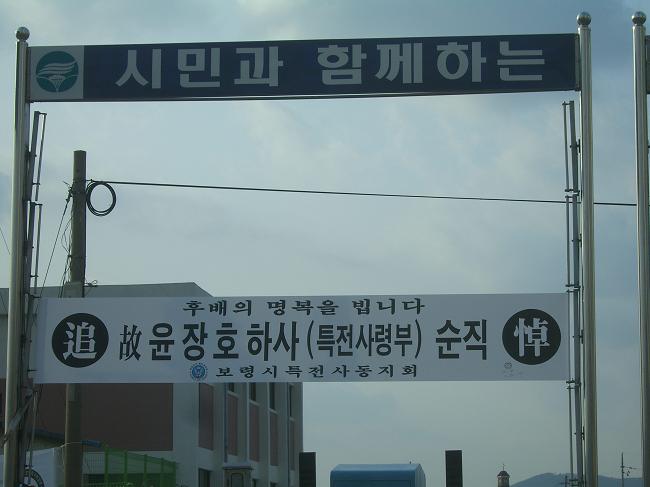 시민과 함께하는
후배의 명복을 빕니다
追 故 윤장호하사(특전사령부) 순직 悼
보령시특전사동지회